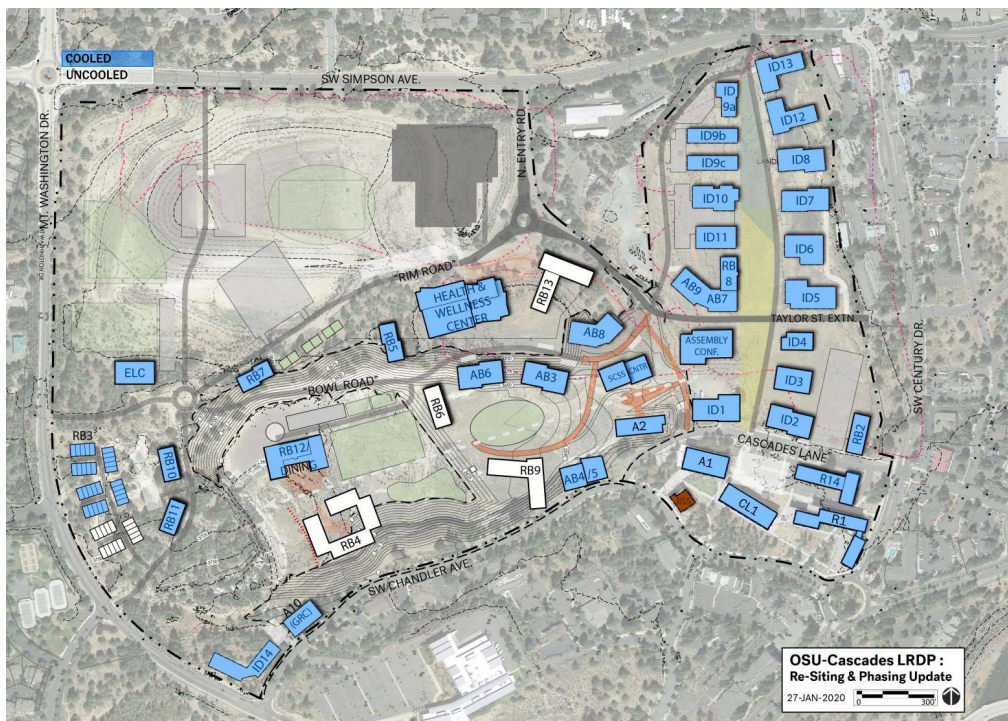 COOLED
UNCOOLED
SW SIMPSON AVE.
MT. WASHINGTON DR.
N. ENTRY RD.
ID13
ID
9a
ID12
ID9b
ID9c
ID8
LAND
ID10
ID7
ID11
ID6
"RIM ROAD"
RB13
RB
8
AB9
AB7
ID5
HEALTH &
WELLNESS
CENTER
TAYLOR ST. EXTN.
AB8
RB5
ASSEMBLY
CONF.
ID4
SW CENTURY DR.
ELC
RB7
"BOWL ROAD"
AB6
AB3
SCSS CNTR
ID3
RB6
ID1
ID2
A2
RB2
RB3
CASCADES LANE
RB12/
DINING
RB10
RB9
AB4/5
A1
R14
CL1
R1
RB11
RB4
SW CHANDLER AVE.
A10
(GRC)
ID14
OSU-Cascades LRDP :
Re-Siting & Phasing Update
27-JAN-2020
0
300'